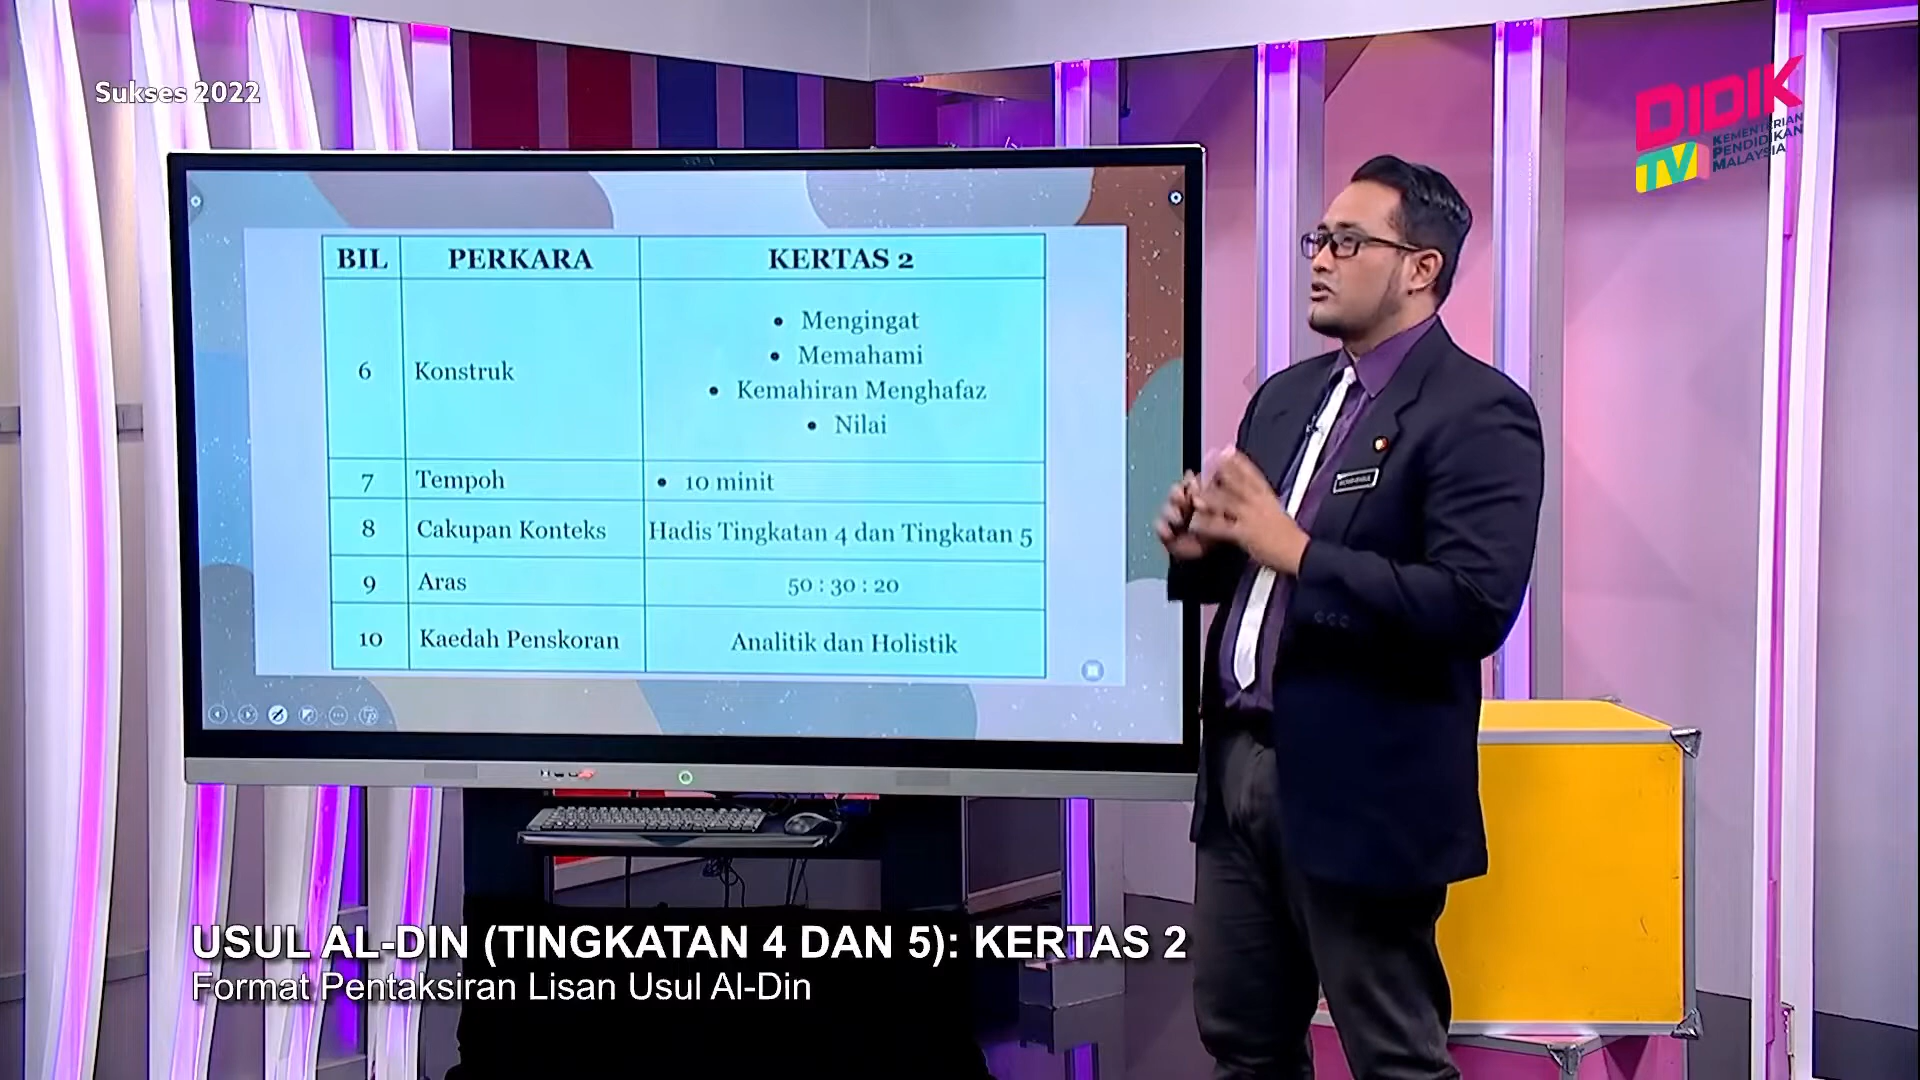 Sukses 2022
DIDIK
TV
KEMENTERIAN
PENDIDIKAN
MALAYSIA
BIL PERKARA KERTAS 2
6 Konstruk
• Mengingat
• Memahami
• Kemahiran Menghafaz
• Nilai
7 Tempoh • 10 minit
8 Cakupan Konteks Hadis Tingkatan 4 dan Tingkatan 5
9 Aras 50 : 30 : 20
10 Kaedah Penskoran Analitik dan Holistik
USUL AL-DIN (TINGKATAN 4 DAN 5): KERTAS 2
Format Pentaksiran Lisan Usul Al-Din